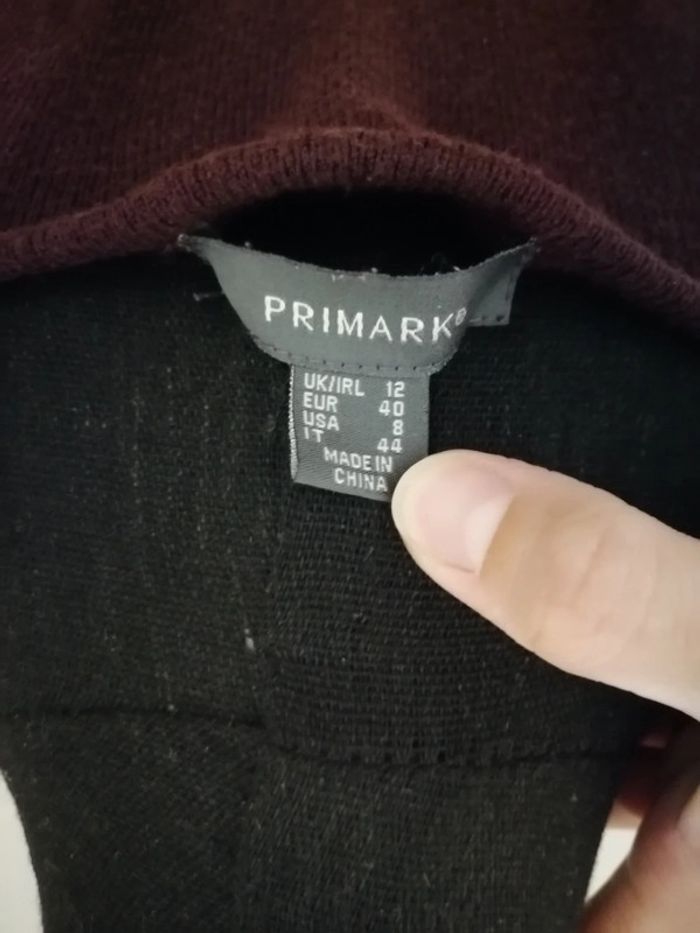 PRIMARK®
UK/IRL 12
EUR 40
USA 8
IT 44
MADE IN
CHINA